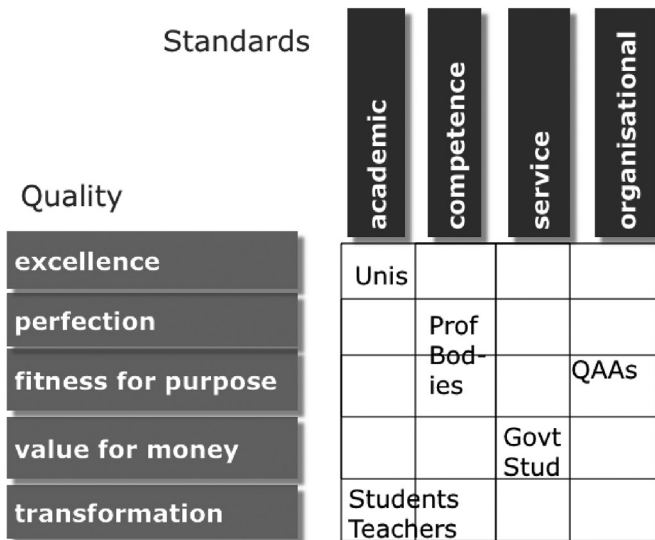 Standards
academic
competence
service
organisational
Quality
excellence
Unis
perfection
Prof
Bod-
ies
fitness for purpose
QAAs
value for money
Govt
Stud
transformation
Students
Teachers